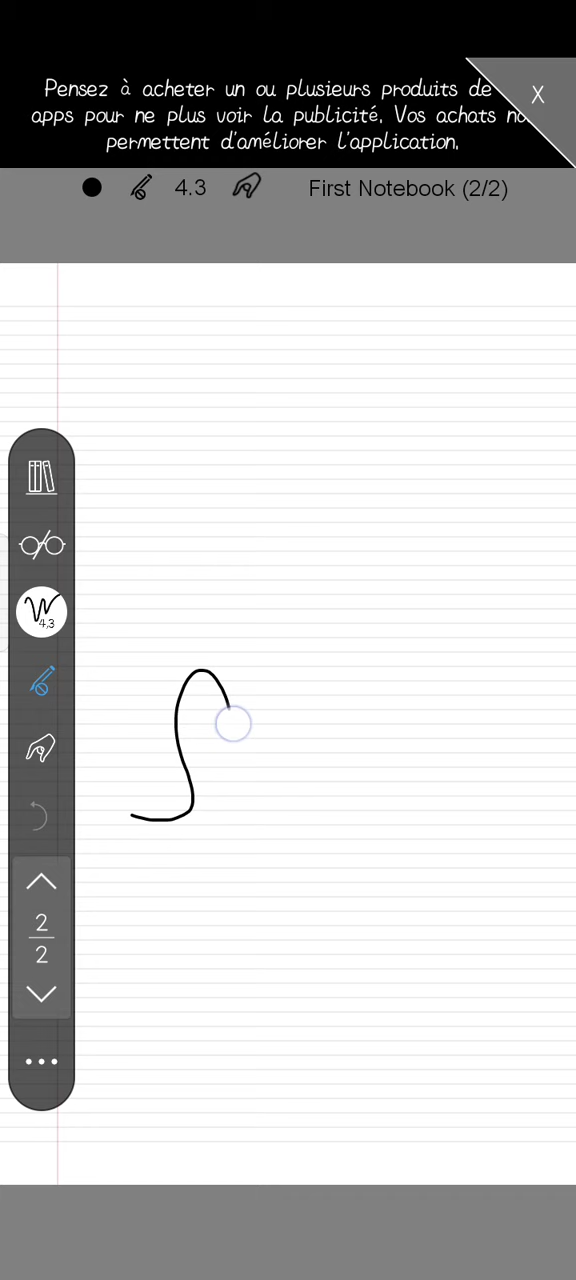 Pensez à acheter un ou plusieurs produits de
apps pour ne plus voir la publicité. Vos achats
permettent d'améliorer l'application.
X
4.3 First Notebook (2/2)
4,3
2
2